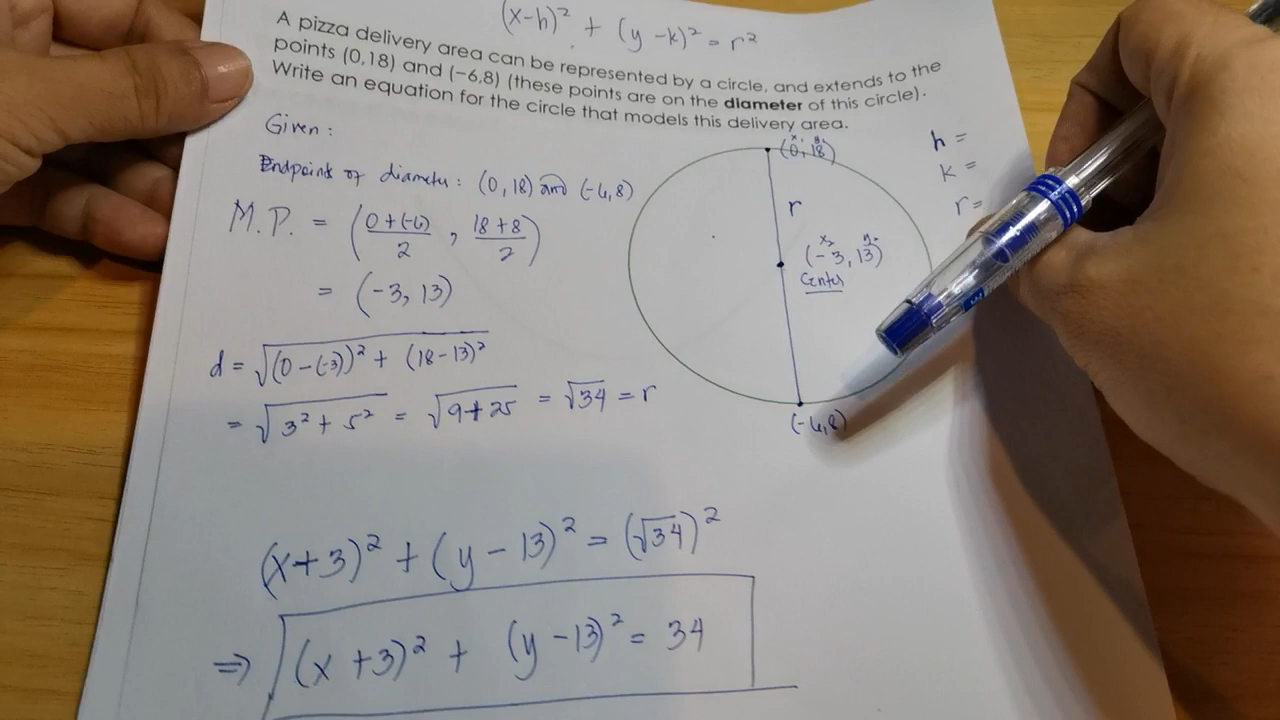 (x-h)² + (y-k)² = r²
A pizza delivery area can be represented by a circle, and extends to the
points (0,18) and (−6,8) (these points are on the diameter of this circle).
Write an equation for the circle that models this delivery area.
Given:
Endpoints of diameter: (0,18) and (-6,8)
M.P. = (0+(-6)/2, 18+8/2)
= (-3, 13)
d = √(0-(-3))² + (18-13)²
= √3² + 5² = √9+25 = √34 = r
(x₁ y₁
(0,18)
r
x₂ y₂
(-3, 13)
Center
(-6,8)
h =
k =
r =
(x+3)² + (y-13)² = (√34)²
⇒ (x+3)² + (y-13)² = 34